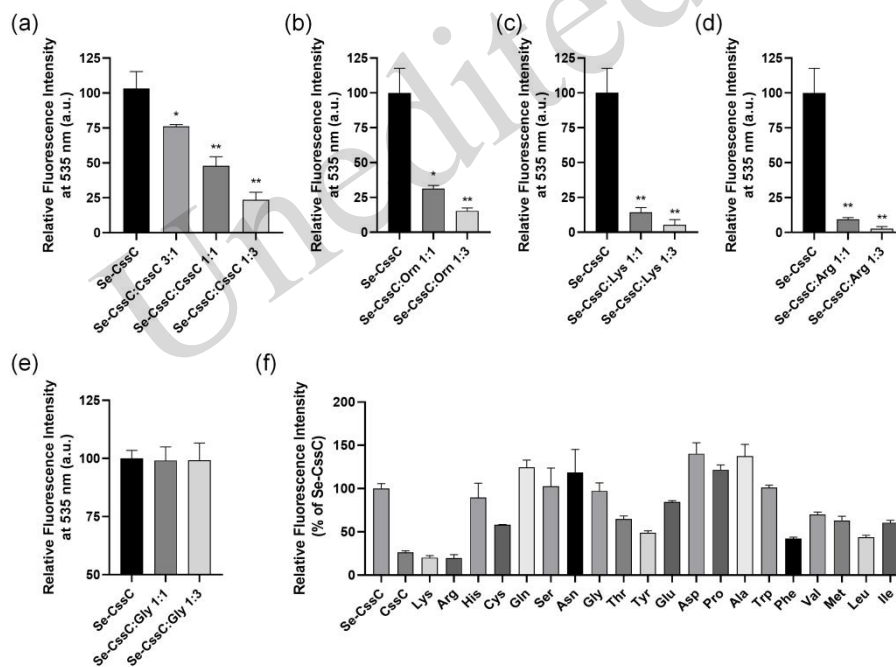 Unedited
(a)
Relative Fluorescence Intensity
at 535 nm (a.u.)
125
100
75
50
25
0
*
**
**
Se-CssC
Se-CssC:CssC 3:1
Se-CssC:CssC 1:1
Se-CssC:CssC 1:3
(b)
Relative Fluorescence Intensity
at 535 nm (a.u.)
125
100
75
50
25
0
*
**
Se-CssC
Se-CssC:Orn 1:1
Se-CssC:Orn 1:3
(c)
Relative Fluorescence Intensity
at 535 nm (a.u.)
125
100
75
50
25
0
**
**
Se-CssC
Se-CssC:Lys 1:1
Se-CssC:Lys 1:3
(d)
Relative Fluorescence Intensity
at 535 nm (a.u.)
125
100
75
50
25
0
**
**
Se-CssC
Se-CssC:Arg 1:1
Se-CssC:Arg 1:3
(e)
Relative Fluorescence Intensity
at 535 nm (a.u.)
125
100
75
50
Se-CssC
Se-CssC:Gly 1:1
Se-CssC:Gly 1:3
(f)
Relative Fluorescence Intensity
(% of Se-CssC)
200
150
100
50
0
Se-CssC
CssC
Lys
Arg
His
Cys
Gln
Ser
Asn
Gly
Thr
Tyr
Glu
Asp
Pro
Ala
Trp
Phe
Val
Met
Leu
Ile